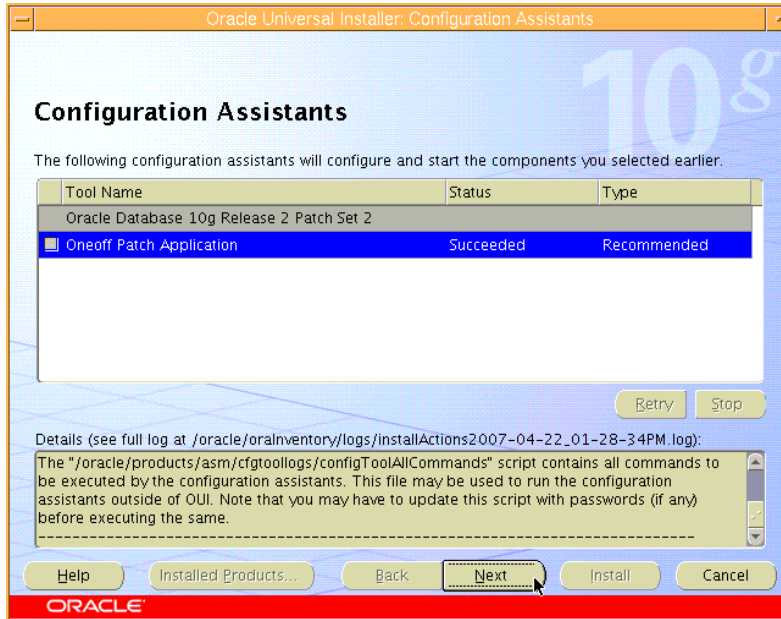 Oracle Universal Installer: Configuration Assistants
10g
Configuration Assistants
The following configuration assistants will configure and start the components you selected earlier.
Tool Name Status Type
Oracle Database 10g Release 2 Patch Set 2
Oneoff Patch Application Succeeded Recommended
Retry Stop
Details (see full log at /oracle/oraInventory/logs/installActions2007-04-22_01-28-34PM.log):
The "/oracle/products/asm/cfgtoollogs/configToolAllCommands" script contains all commands to
be executed by the configuration assistants. This file may be used to run the configuration
assistants outside of OUI. Note that you may have to update this script with passwords (if any)
before executing the same.
--------------------------------------------------------------------------------
Help Installed Products... Back Next Install Cancel
ORACLE